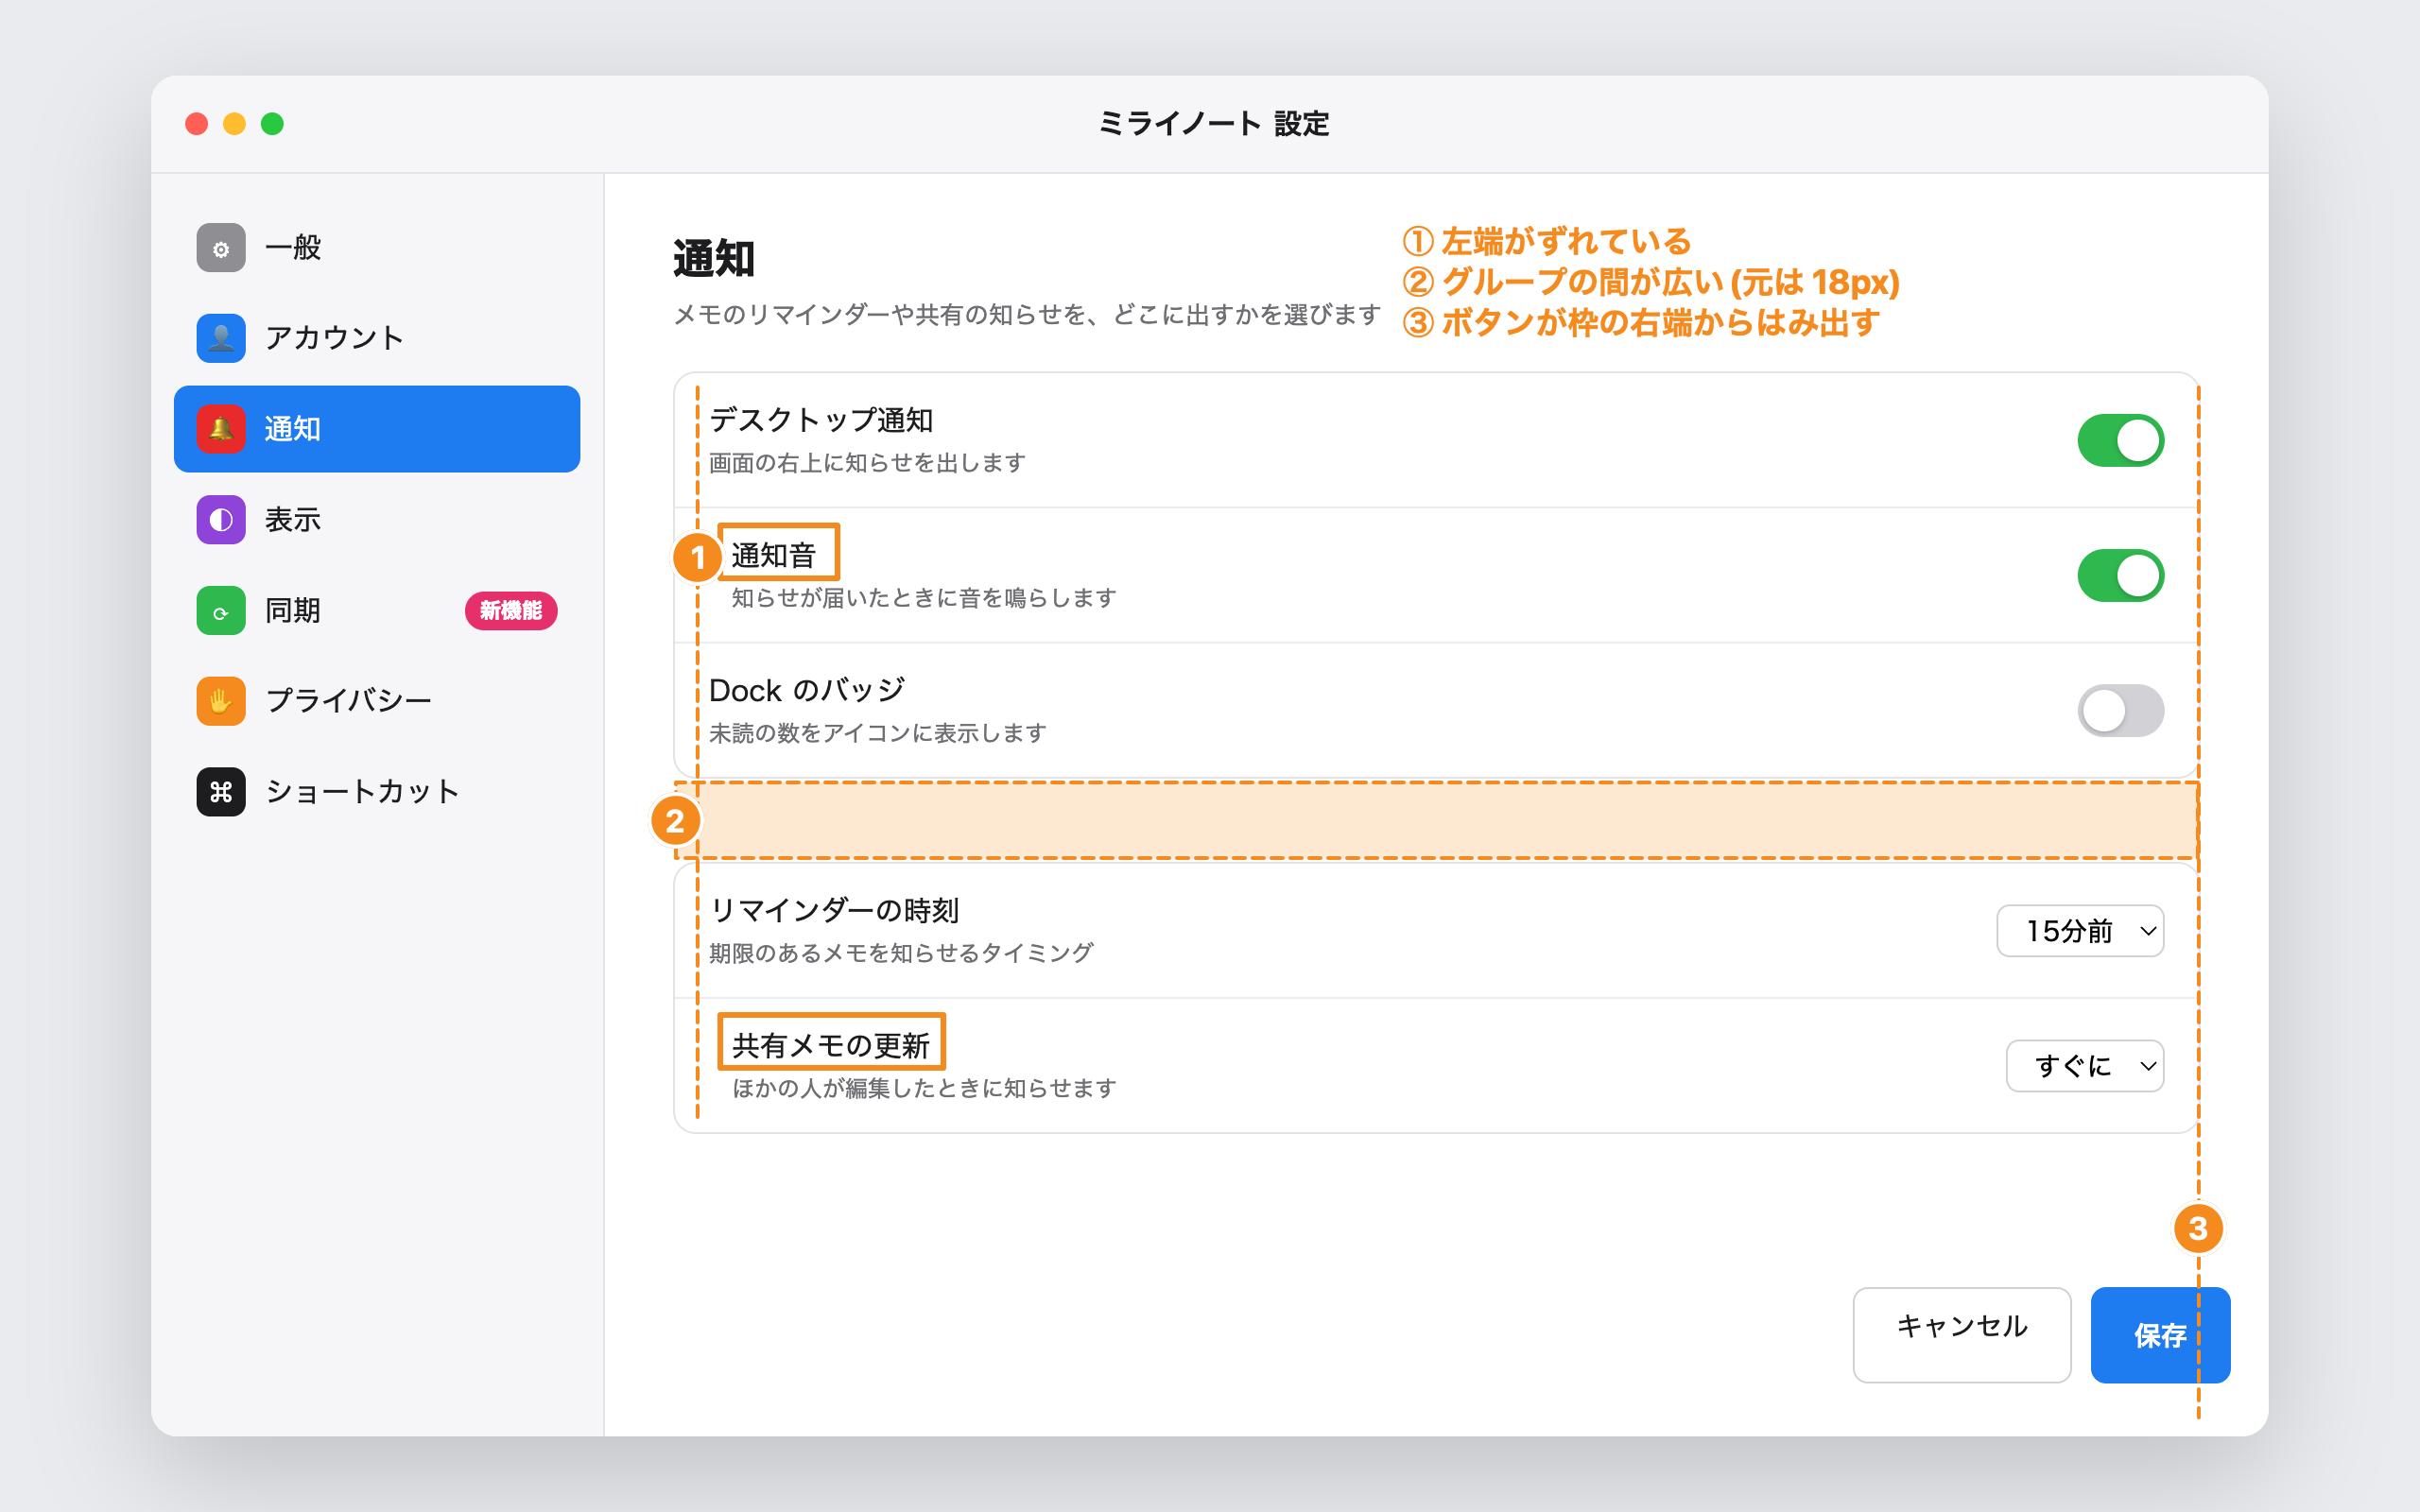 ミライノート 設定
一般
アカウント
通知
表示
同期
新機能
プライバシー
ショートカット
通知
メモのリマインダーや共有の知らせを、どこに出すかを選びます
① 左端がずれている
② グループの間が広い (元は 18px)
③ ボタンが枠の右端からはみ出す
デスクトップ通知
画面の右上に知らせを出します
1
通知音
知らせが届いたときに音を鳴らします
Dock のバッジ
未読の数をアイコンに表示します
2
リマインダーの時刻
期限のあるメモを知らせるタイミング
15分前
共有メモの更新
ほかの人が編集したときに知らせます
すぐに
3
キャンセル
保存